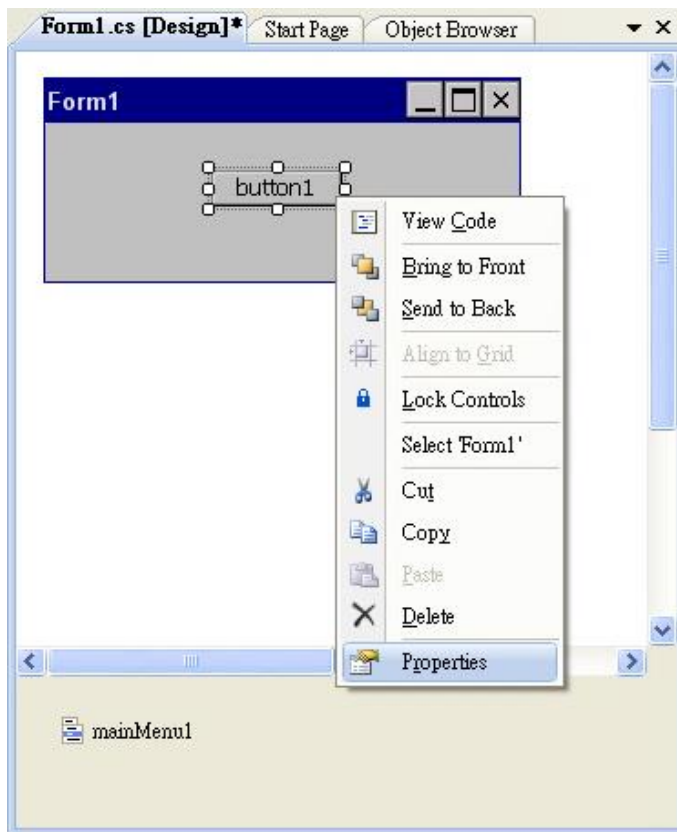 Form1.cs [Design]* Start Page Object Browser
Form1
button1
View Code
Bring to Front
Send to Back
Align to Grid
Lock Controls
Select 'Form1'
Cut
Copy
Paste
Delete
Properties
mainMenu1